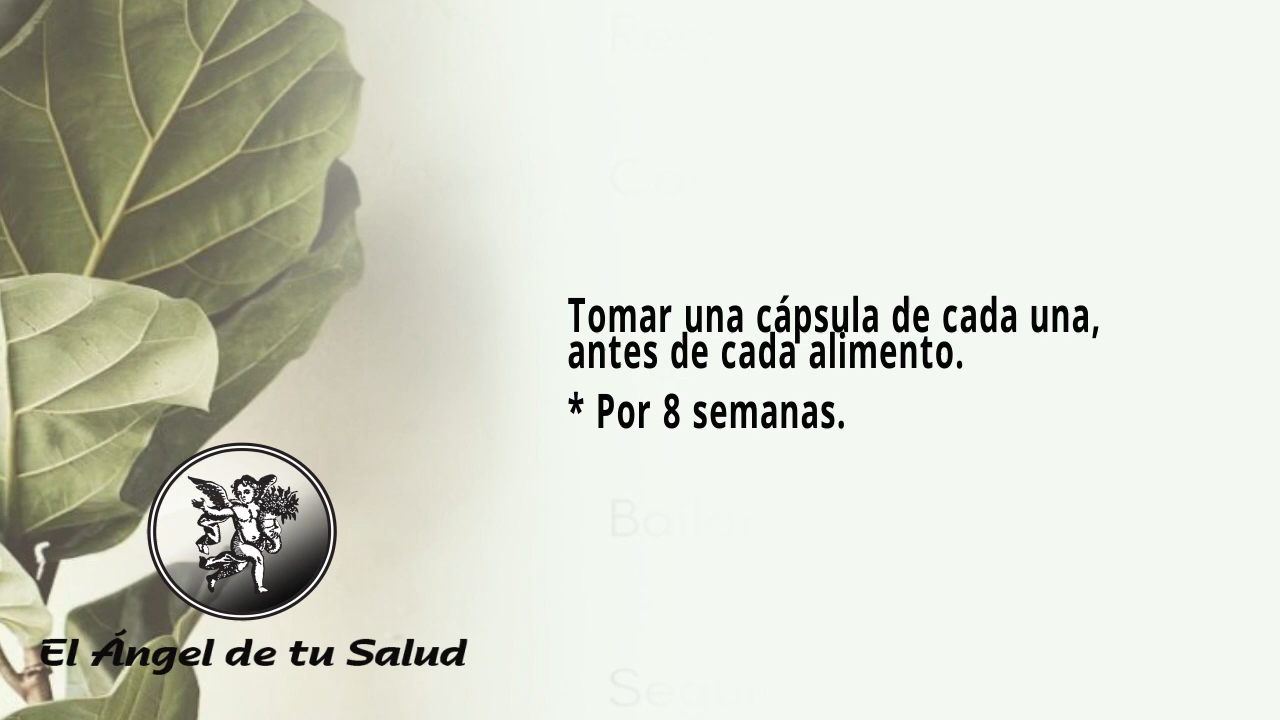 Tomar una cápsula de cada una,
antes de cada alimento.
* Por 8 semanas.
El Ángel de tu Salud